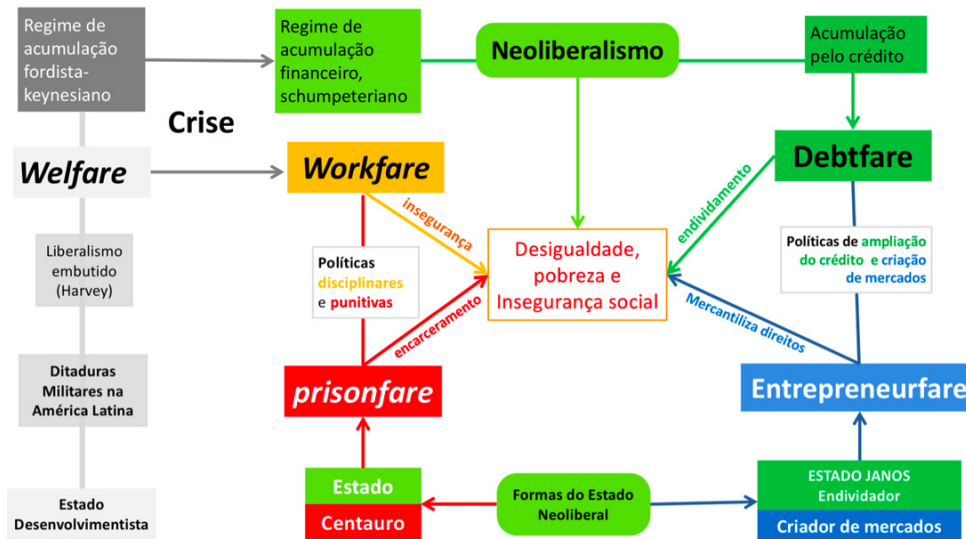 Regime de
acumulação
fordista-
keynesiano
Regime de
acumulação
financeiro,
schumpeteriano
Neoliberalismo
Acumulação
pelo crédito
Crise
Welfare
Workfare
Debtfare
insegurança
endividamento
Liberalismo
embutido
(Harvey)
Políticas
disciplinares
e punitivas
Desigualdade,
pobreza e
Insegurança social
Políticas de ampliação
do crédito e criação
de mercados
encarceramento
Mercantiliza direitos
Ditaduras
Militares na
América Latina
prisonfare
Entrepreneurfare
Estado
Desenvolvimentista
Estado
Centauro
Formas do Estado
Neoliberal
ESTADO JANOS
Endividador
Criador de mercados